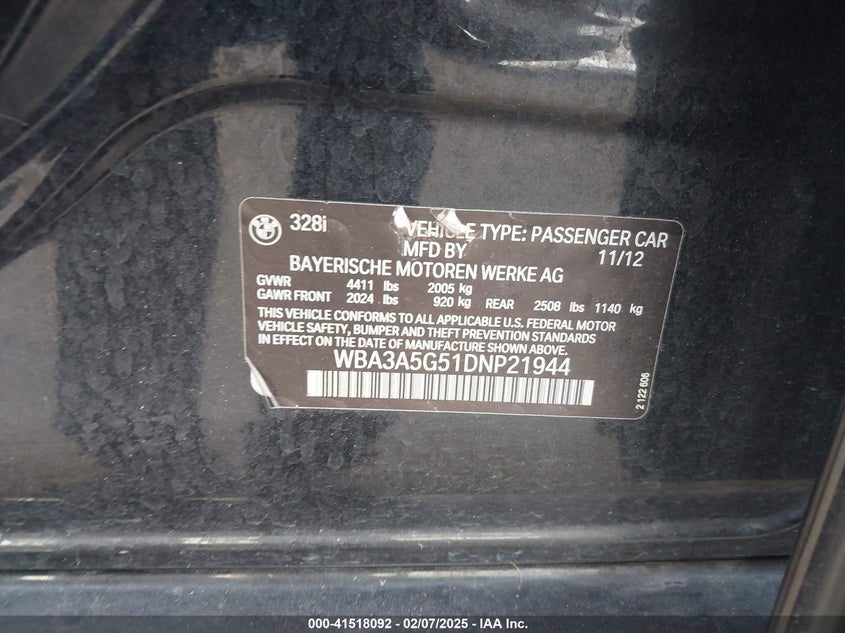 328i VEHICLE TYPE: PASSENGER CAR
MFD BY 11/12
BAYERISCHE MOTOREN WERKE AG
GVWR 4411 lbs 2005 kg
GAWR FRONT 2024 lbs 920 kg REAR 2508 lbs 1140 kg
THIS VEHICLE CONFORMS TO ALL APPLICABLE U.S. FEDERAL MOTOR
VEHICLE SAFETY, BUMPER AND THEFT PREVENTION STANDARDS
IN EFFECT ON THE DATE OF MANUFACTURE SHOWN ABOVE.
WBA3A5G51DNP21944
2 122 606
000-41518092 - 02/07/2025 - IAA Inc.